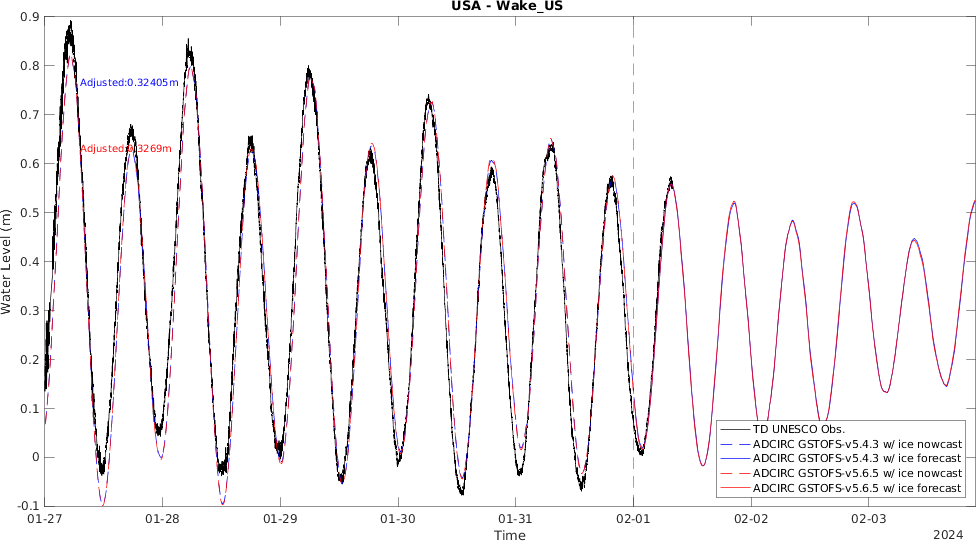 USA - Wake_US
0.9
0.8
0.7
0.6
0.5
0.4
0.3
0.2
0.1
0
-0.1
Water Level (m)
Adjusted:0.32405m
Adjusted:0.3269m
TD UNESCO Obs.
ADCIRC GSTOFS-v5.4.3 w/ ice nowcast
ADCIRC GSTOFS-v5.4.3 w/ ice forecast
ADCIRC GSTOFS-v5.6.5 w/ ice nowcast
ADCIRC GSTOFS-v5.6.5 w/ ice forecast
01-27 01-28 01-29 01-30 01-31 02-01 02-02 02-03
Time
2024